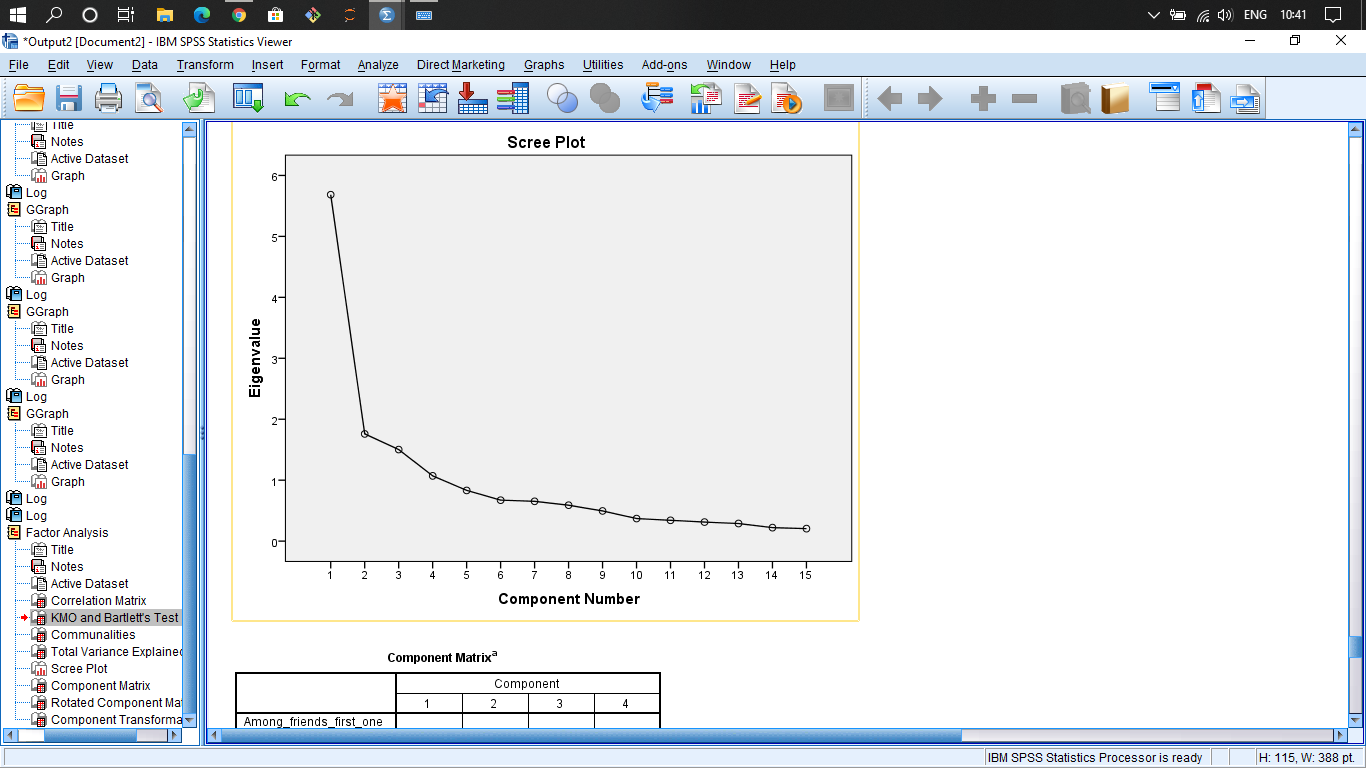 ENG 10:41
*Output2 [Document2] - IBM SPSS Statistics Viewer
File Edit View Data Transform Insert Format Analyze Direct Marketing Graphs Utilities Add-ons Window Help
Title
Notes
Active Dataset
Graph
Log
GGraph
Title
Notes
Active Dataset
Graph
Log
GGraph
Title
Notes
Active Dataset
Graph
Log
GGraph
Title
Notes
Active Dataset
Graph
Log
Log
Factor Analysis
Title
Notes
Active Dataset
Correlation Matrix
KMO and Bartlett's Test
Communalities
Total Variance Explained
Scree Plot
Component Matrix
Rotated Component Ma
Component Transforma
Scree Plot
Eigenvalue
6
5
4
3
2
1
0
1 2 3 4 5 6 7 8 9 10 11 12 13 14 15
Component Number
Component Matrixa
Component
1 2 3 4
Among_friends_first_one
IBM SPSS Statistics Processor is ready
H: 115, W: 388 pt.